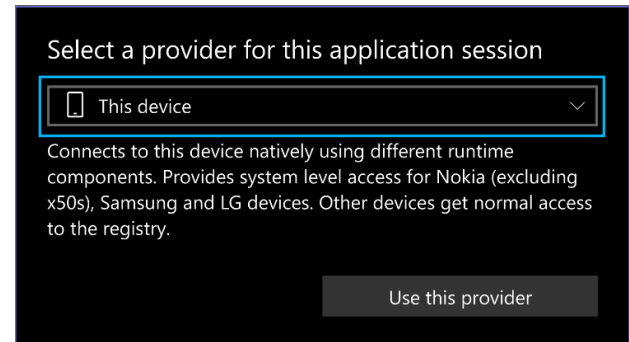 Select a provider for this application session
This device
Connects to this device natively using different runtime
components. Provides system level access for Nokia (excluding
x50s), Samsung and LG devices. Other devices get normal access
to the registry.
Use this provider